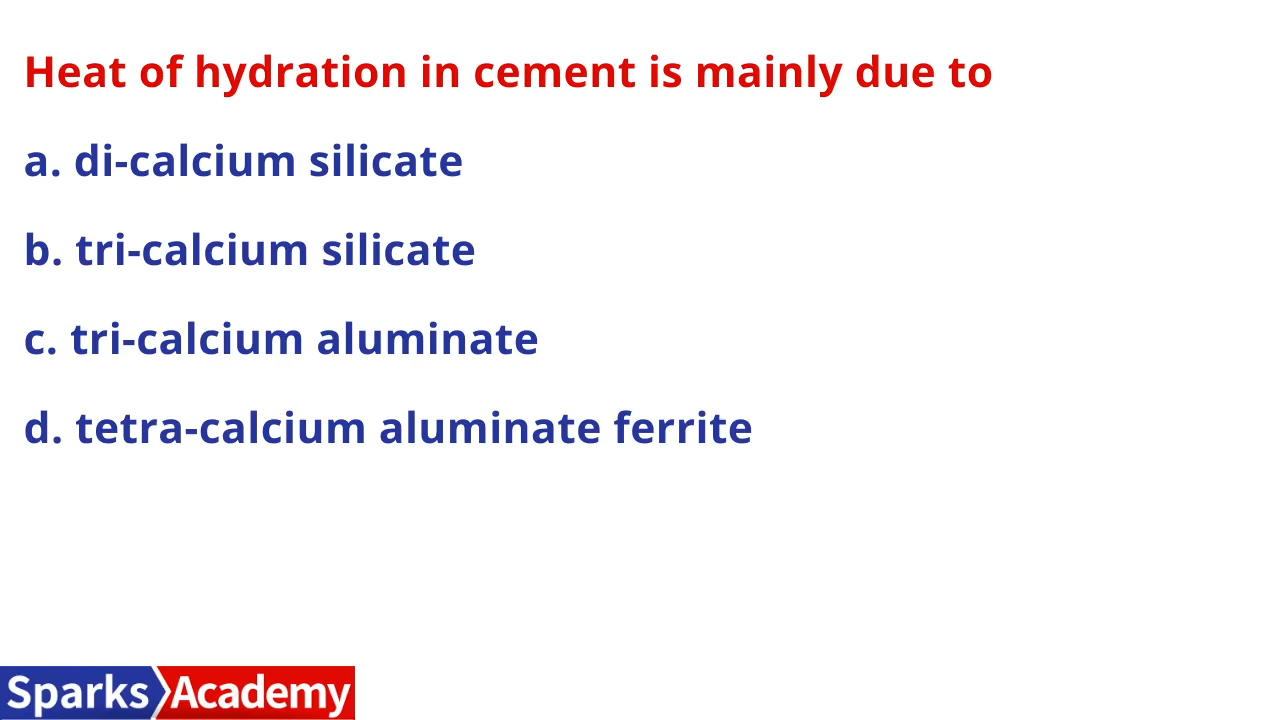 Heat of hydration in cement is mainly due to
a. di-calcium silicate
b. tri-calcium silicate
c. tri-calcium aluminate
d. tetra-calcium aluminate ferrite
Sparks Academy